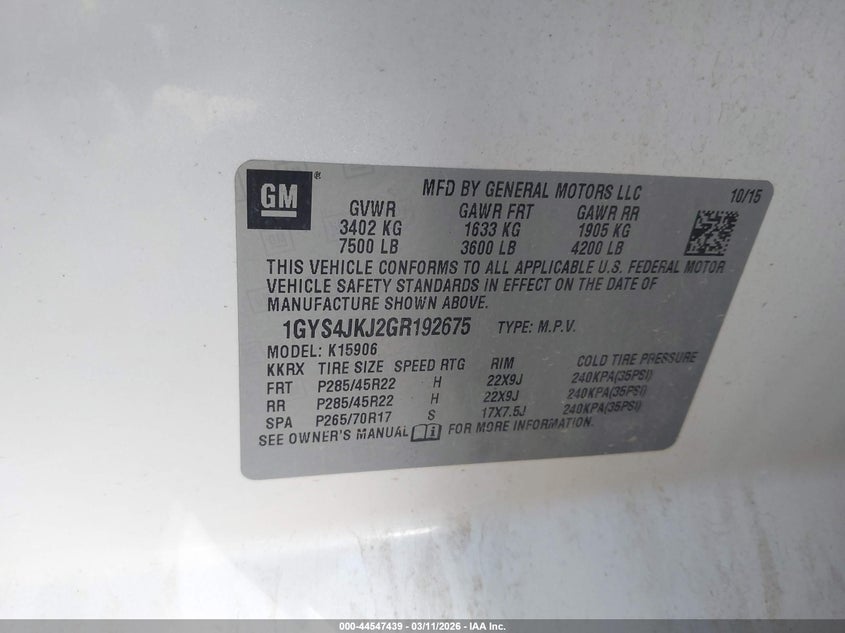 GM®
MFD BY GENERAL MOTORS LLC 10/15
GVWR GAWR FRT GAWR RR
3402 KG 1633 KG 1905 KG
7500 LB 3600 LB 4200 LB
THIS VEHICLE CONFORMS TO ALL APPLICABLE U.S. FEDERAL MOTOR
VEHICLE SAFETY STANDARDS IN EFFECT ON THE DATE OF
MANUFACTURE SHOWN ABOVE.
1GYS4JKJ2GR192675 TYPE: M.P.V.
MODEL: K15906
KKRX TIRE SIZE SPEED RTG RIM COLD TIRE PRESSURE
FRT P285/45R22 H 22X9J 240KPA(35PSI)
RR P285/45R22 H 22X9J 240KPA(35PSI)
SPA P265/70R17 S 17X7.5J 240KPA(35PSI)
SEE OWNER'S MANUAL FOR MORE INFORMATION.
000-44547439 - 03/11/2026 - IAA Inc.